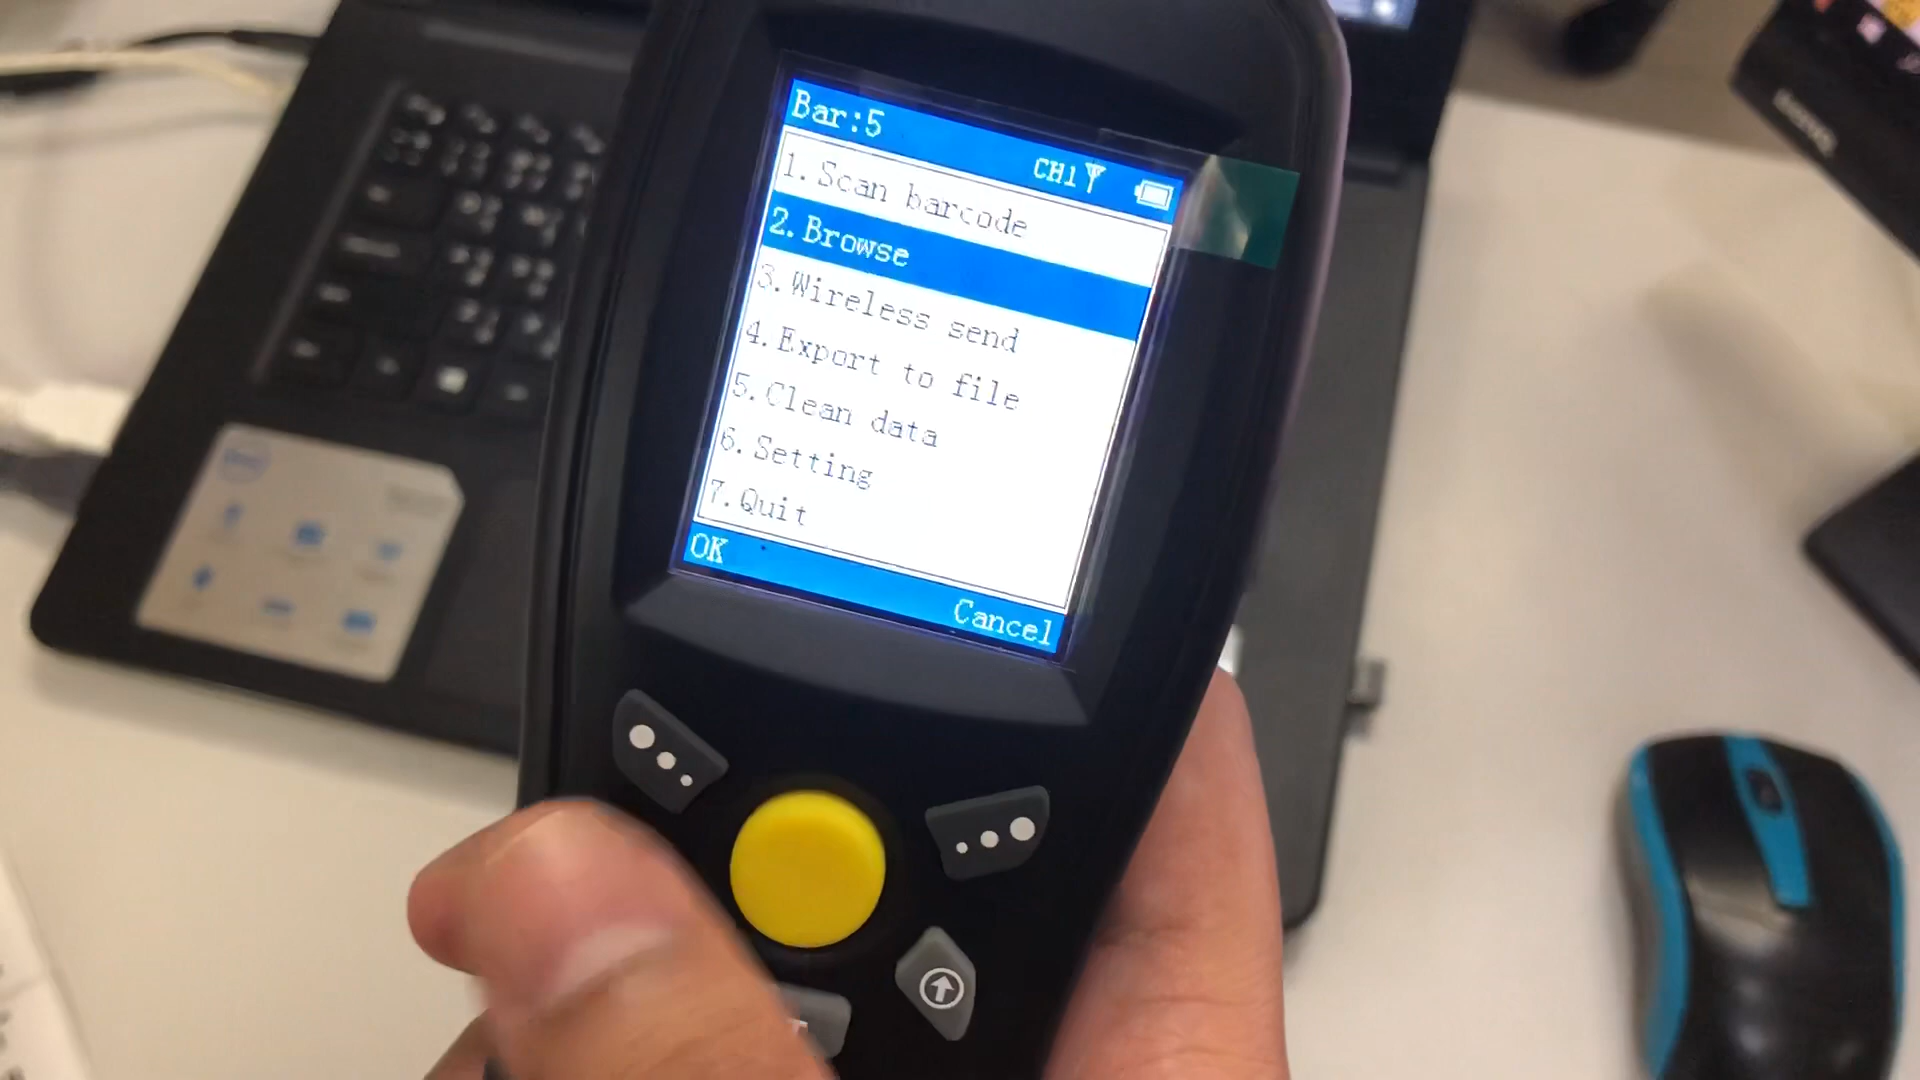 Bar:5
CH1
1.Scan barcode
2.Browse
3.Wireless send
4.Export to file
5.Clean data
6.Setting
7.Quit
OK
Cancel